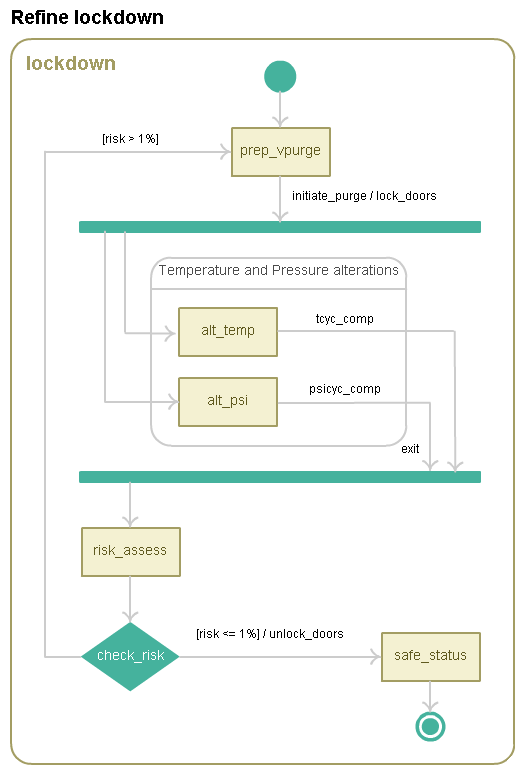 Refine lockdown
lockdown
[risk > 1%]
prep_vpurge
initiate_purge / lock_doors
Temperature and Pressure alterations
alt_temp
tcyc_comp
alt_psi
psicyc_comp
exit
risk_assess
check_risk
[risk <= 1%] / unlock_doors
safe_status